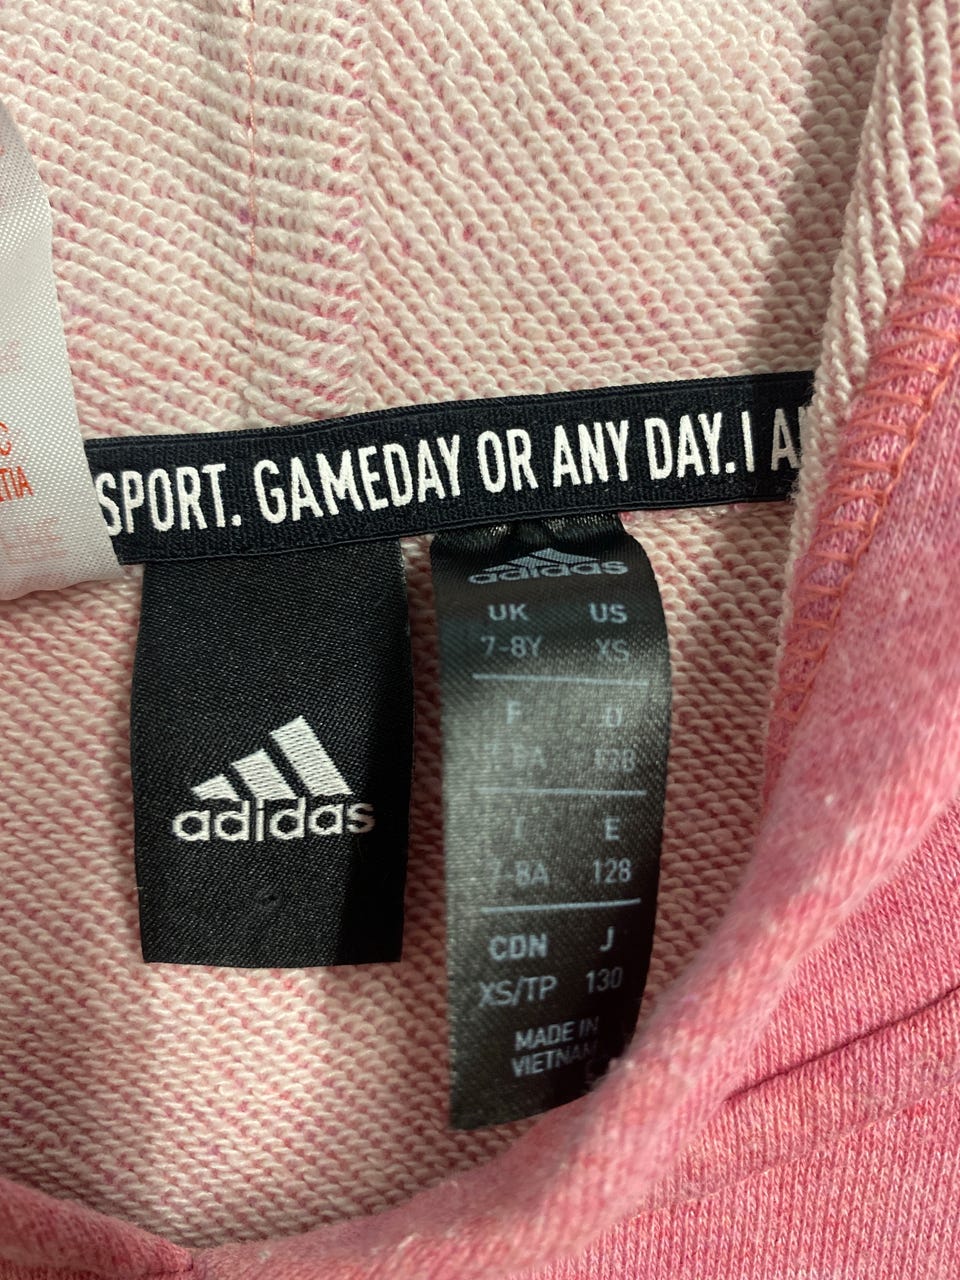 C
TIA
SPORT. GAMEDAY OR ANY DAY. I A
adidas
adidas
UK US
7-8Y XS
F D
128
I E
7-8A 128
CDN J
XS/TP 130
MADE IN
VIETNAM